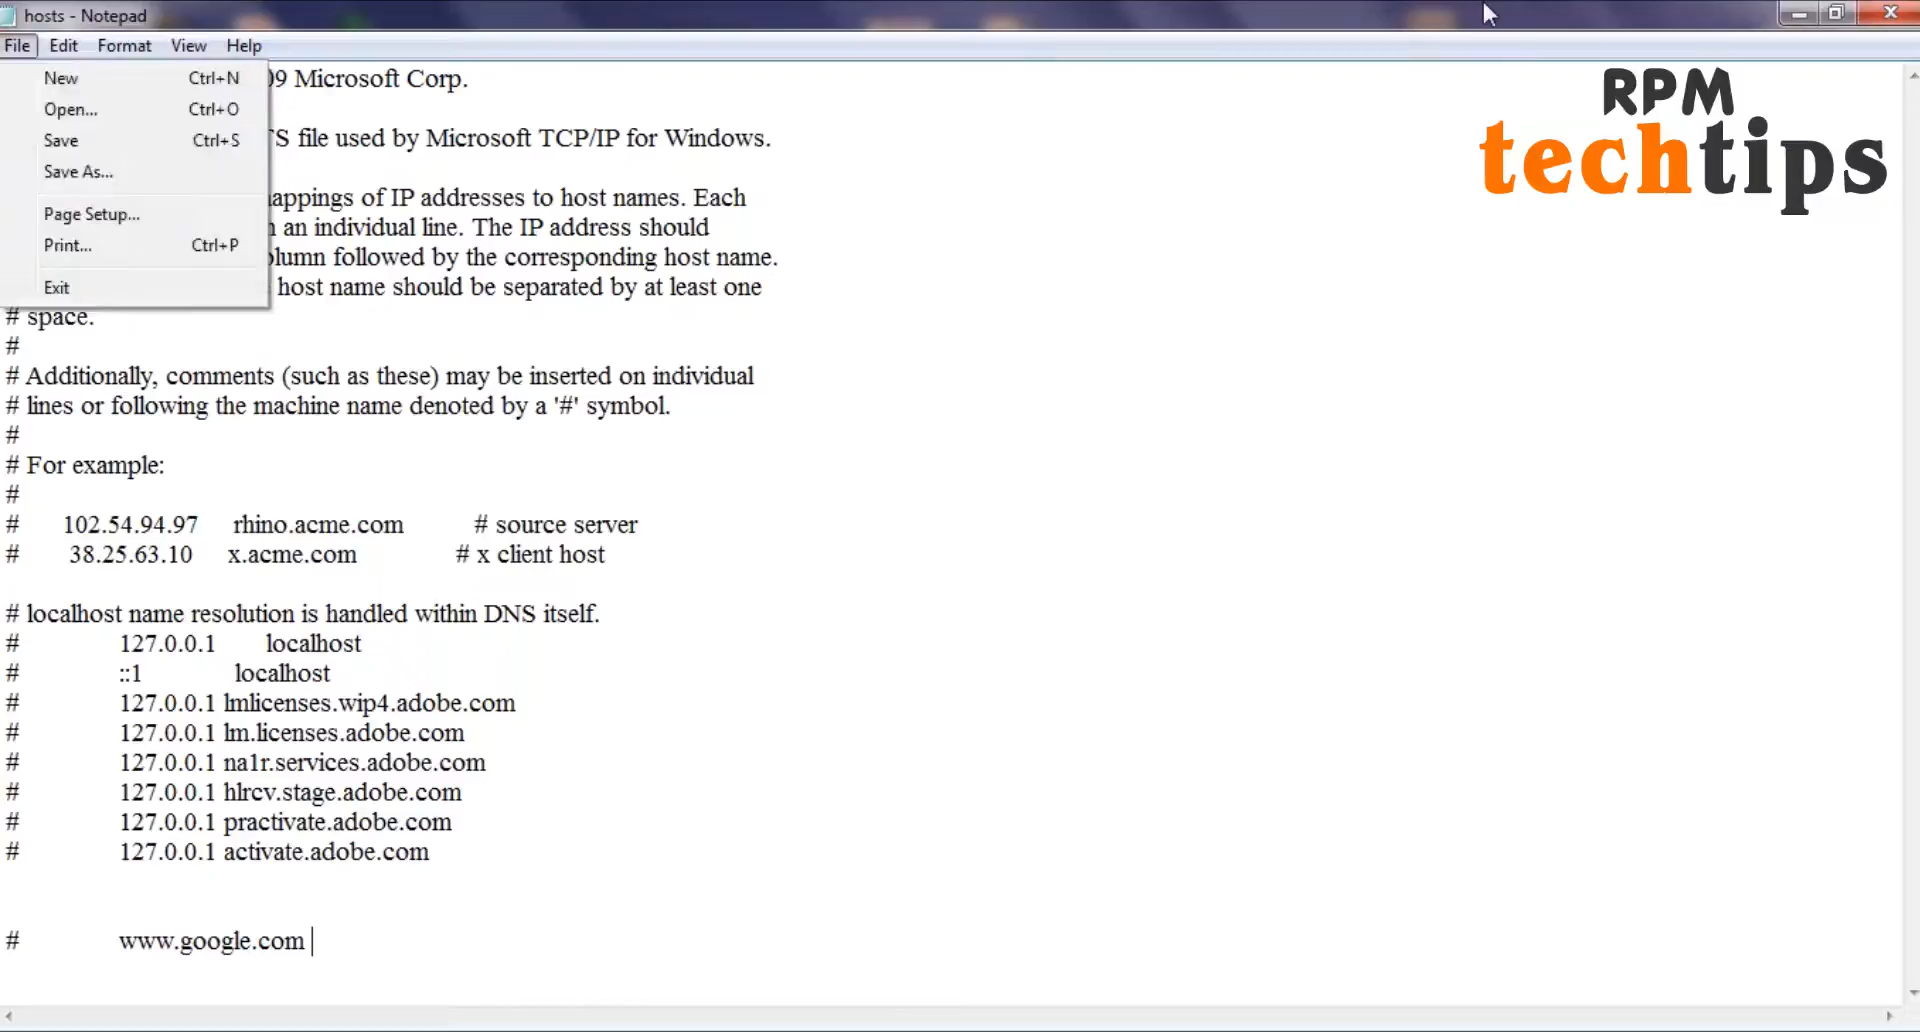 hosts - Notepad
File Edit Format View Help
New Ctrl+N
Open... Ctrl+O
Save Ctrl+S
Save As...
Page Setup...
Print... Ctrl+P
Exit
09 Microsoft Corp.
TS file used by Microsoft TCP/IP for Windows.
appings of IP addresses to host names. Each
an individual line. The IP address should
olumn followed by the corresponding host name.
host name should be separated by at least one
# space.
#
# Additionally, comments (such as these) may be inserted on individual
# lines or following the machine name denoted by a '#' symbol.
#
# For example:
#
# 102.54.94.97 rhino.acme.com # source server
# 38.25.63.10 x.acme.com # x client host
# localhost name resolution is handled within DNS itself.
# 127.0.0.1 localhost
# ::1 localhost
# 127.0.0.1 lmlicenses.wip4.adobe.com
# 127.0.0.1 lm.licenses.adobe.com
# 127.0.0.1 na1r.services.adobe.com
# 127.0.0.1 hlrcv.stage.adobe.com
# 127.0.0.1 practivate.adobe.com
# 127.0.0.1 activate.adobe.com
# www.google.com
RPM
techtips